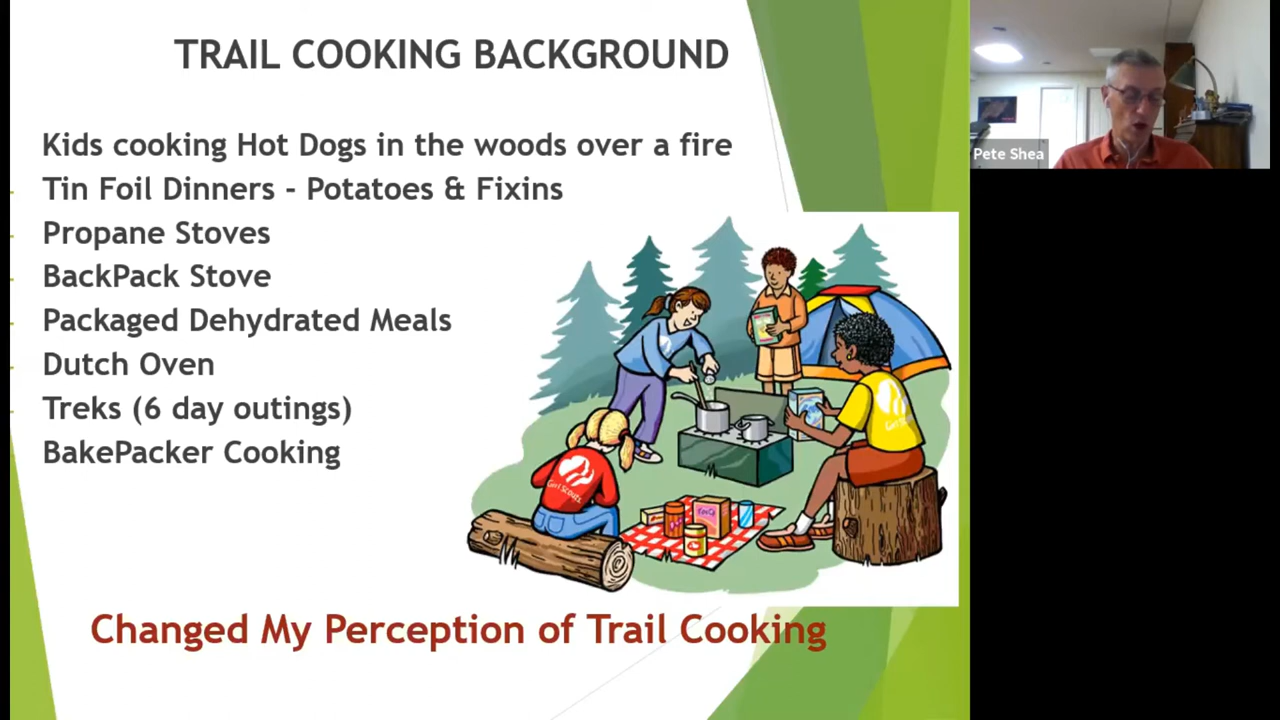 TRAIL COOKING BACKGROUND
Kids cooking Hot Dogs in the woods over a fire
Tin Foil Dinners - Potatoes & Fixins
Propane Stoves
BackPack Stove
Packaged Dehydrated Meals
Dutch Oven
Treks (6 day outings)
BakePacker Cooking
Girl Scouts
Changed My Perception of Trail Cooking
Pete Shea